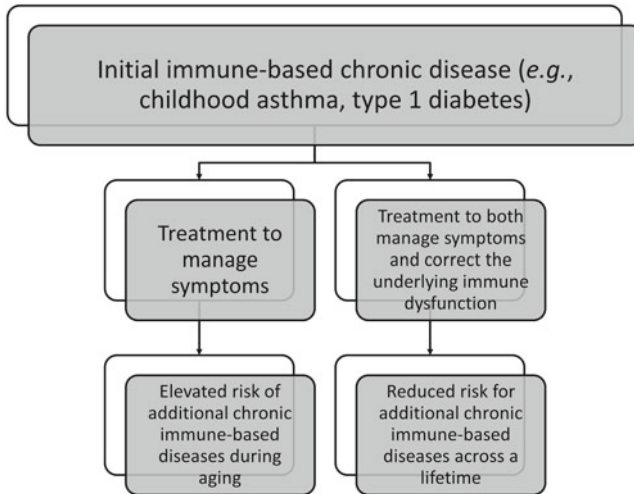 Initial immune-based chronic disease (e.g.,
childhood asthma, type 1 diabetes)
Treatment to
manage
symptoms
Treatment to both
manage symptoms
and correct the
underlying immune
dysfunction
Elevated risk of
additional chronic
immune-based
diseases during
aging
Reduced risk for
additional chronic
immune-based
diseases across a
lifetime